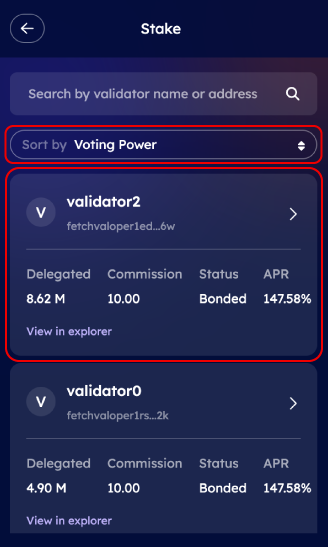 Stake
Search by validator name or address
Sort by Voting Power
V
validator2
fetchvaloper1ed...6w
Delegated Commission Status APR
8.62 M 10.00 Bonded 147.58%
View in explorer
V
validator0
fetchvaloper1rs...2k
Delegated Commission Status APR
4.90 M 10.00 Bonded 147.58%
View in explorer